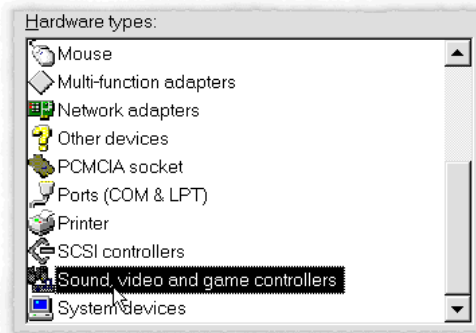 Hardware types:
Mouse
Multi-function adapters
Network adapters
Other devices
PCMCIA socket
Ports (COM & LPT)
Printer
SCSI controllers
Sound, video and game controllers
System devices